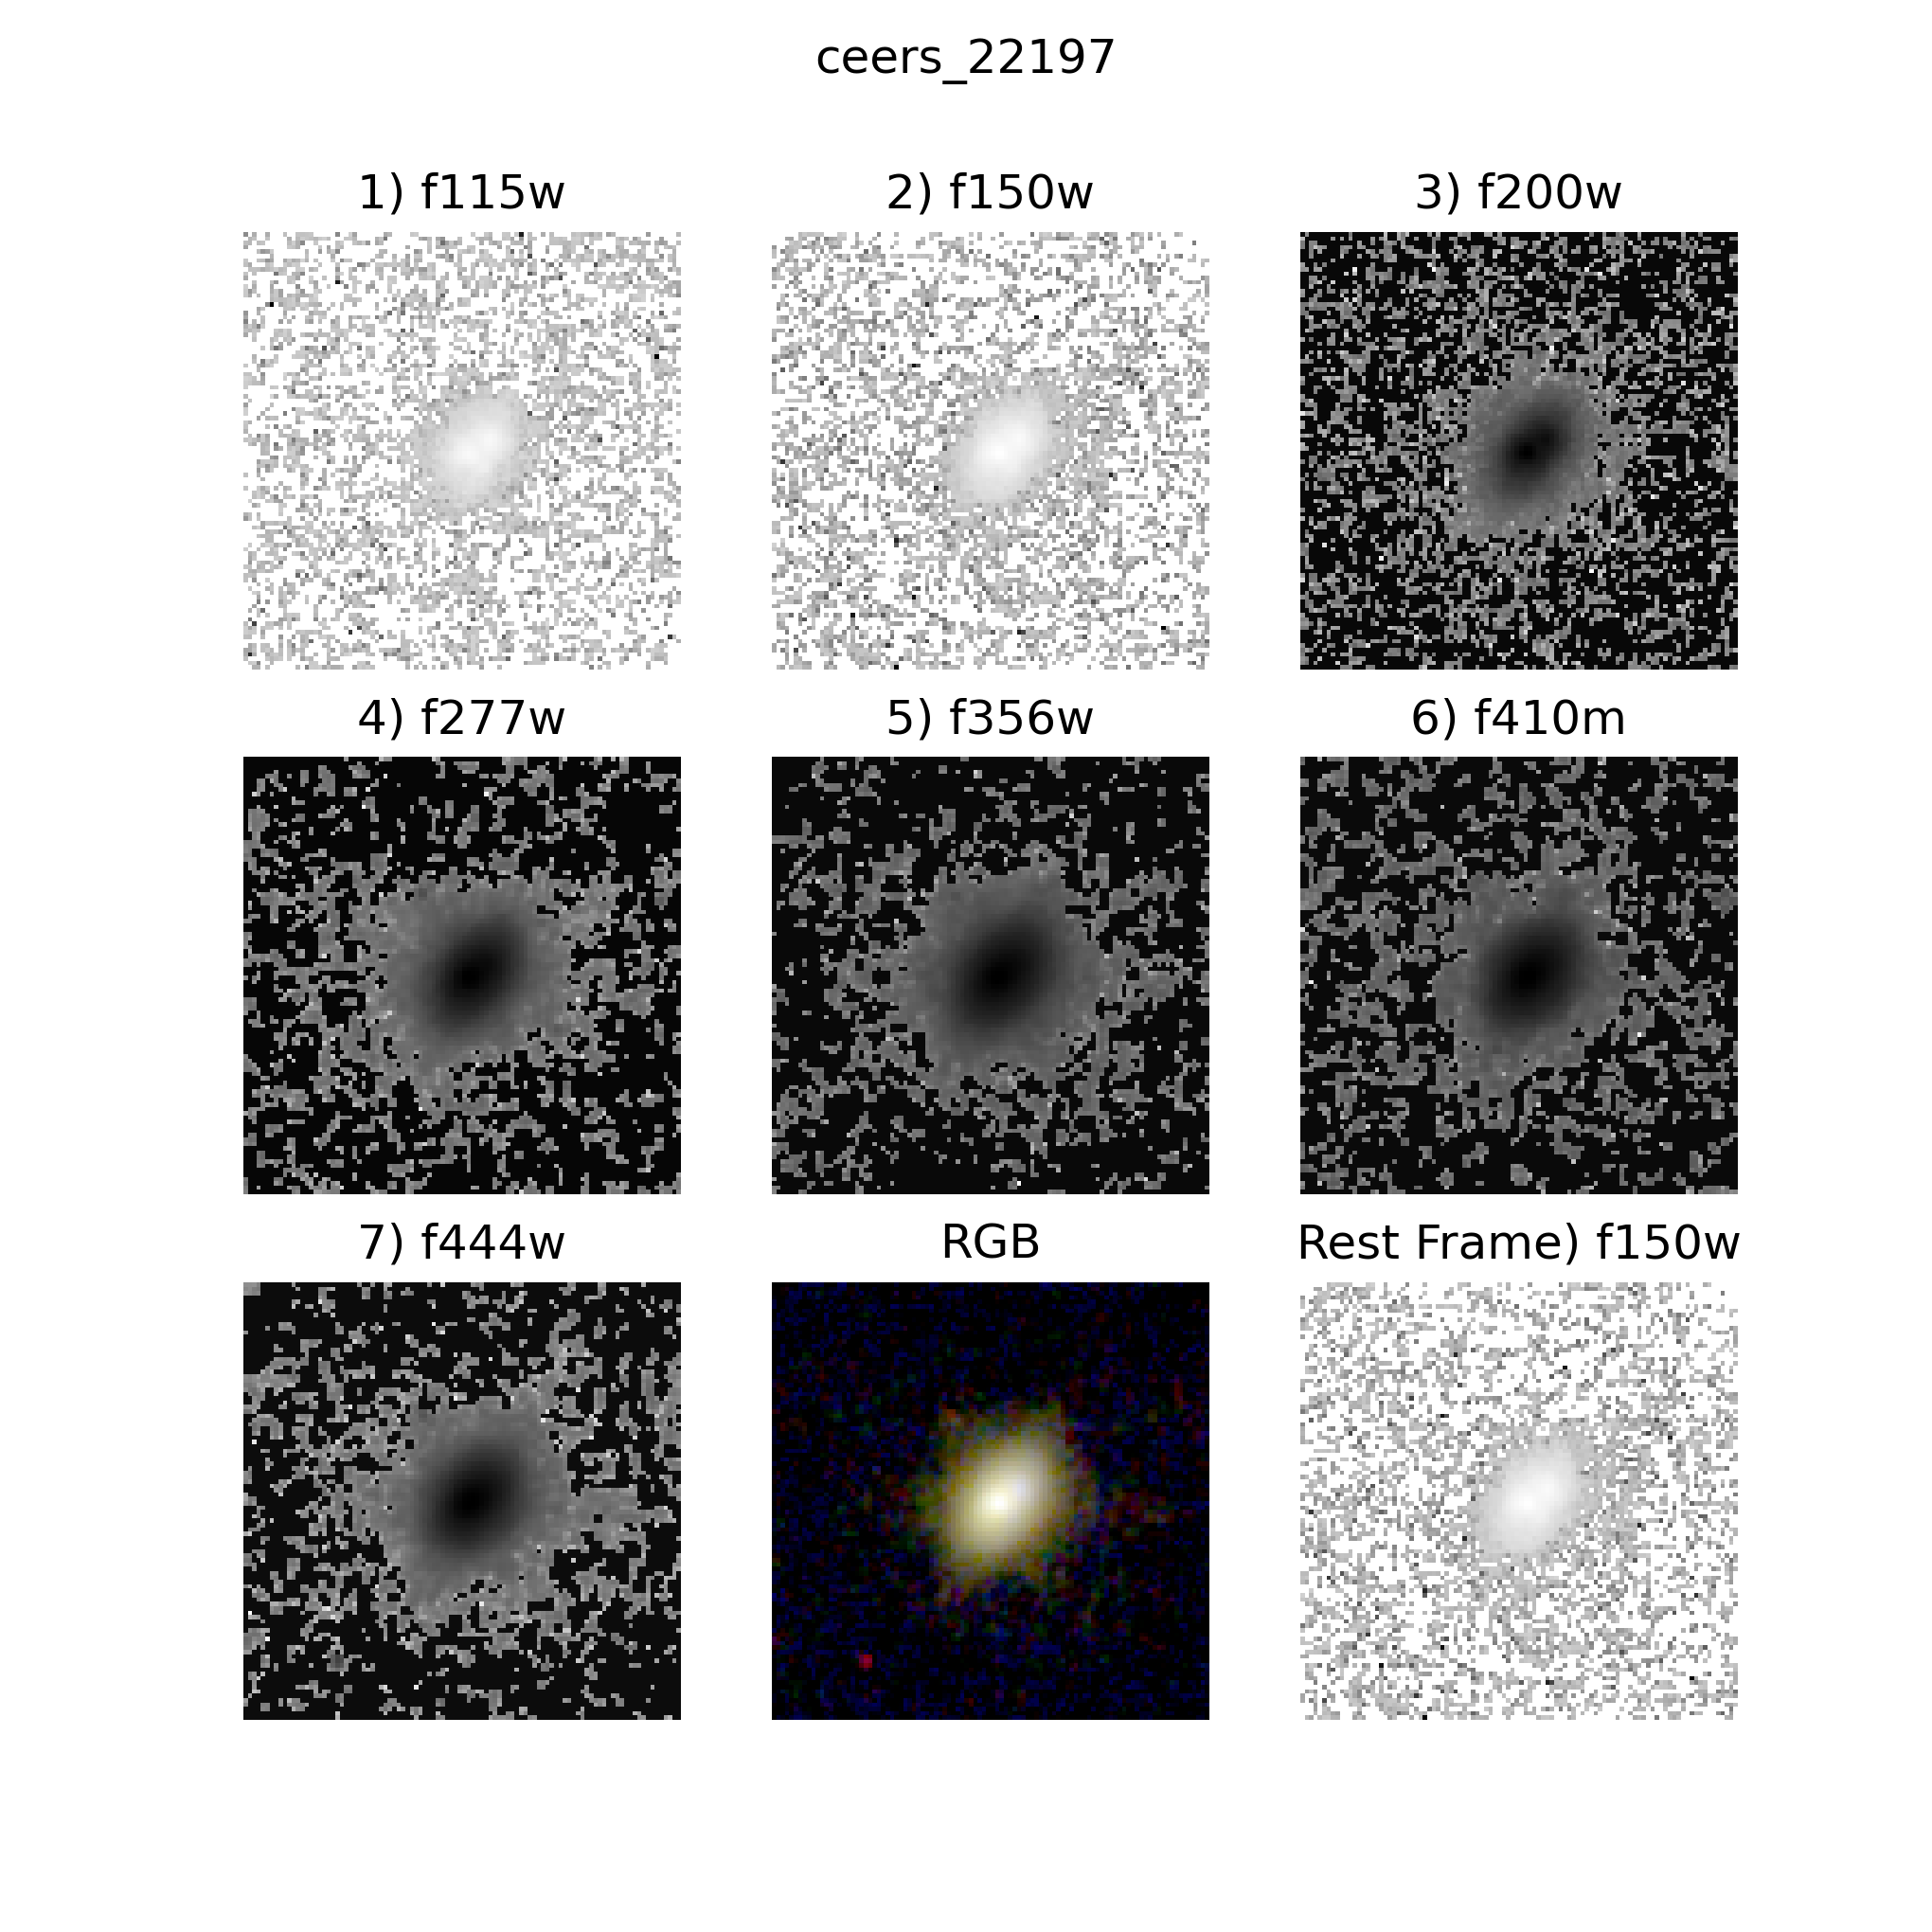 ceers_22197
1) f115w
2) f150w
3) f200w
4) f277w
5) f356w
6) f410m
7) f444w
RGB
Rest Frame) f150w